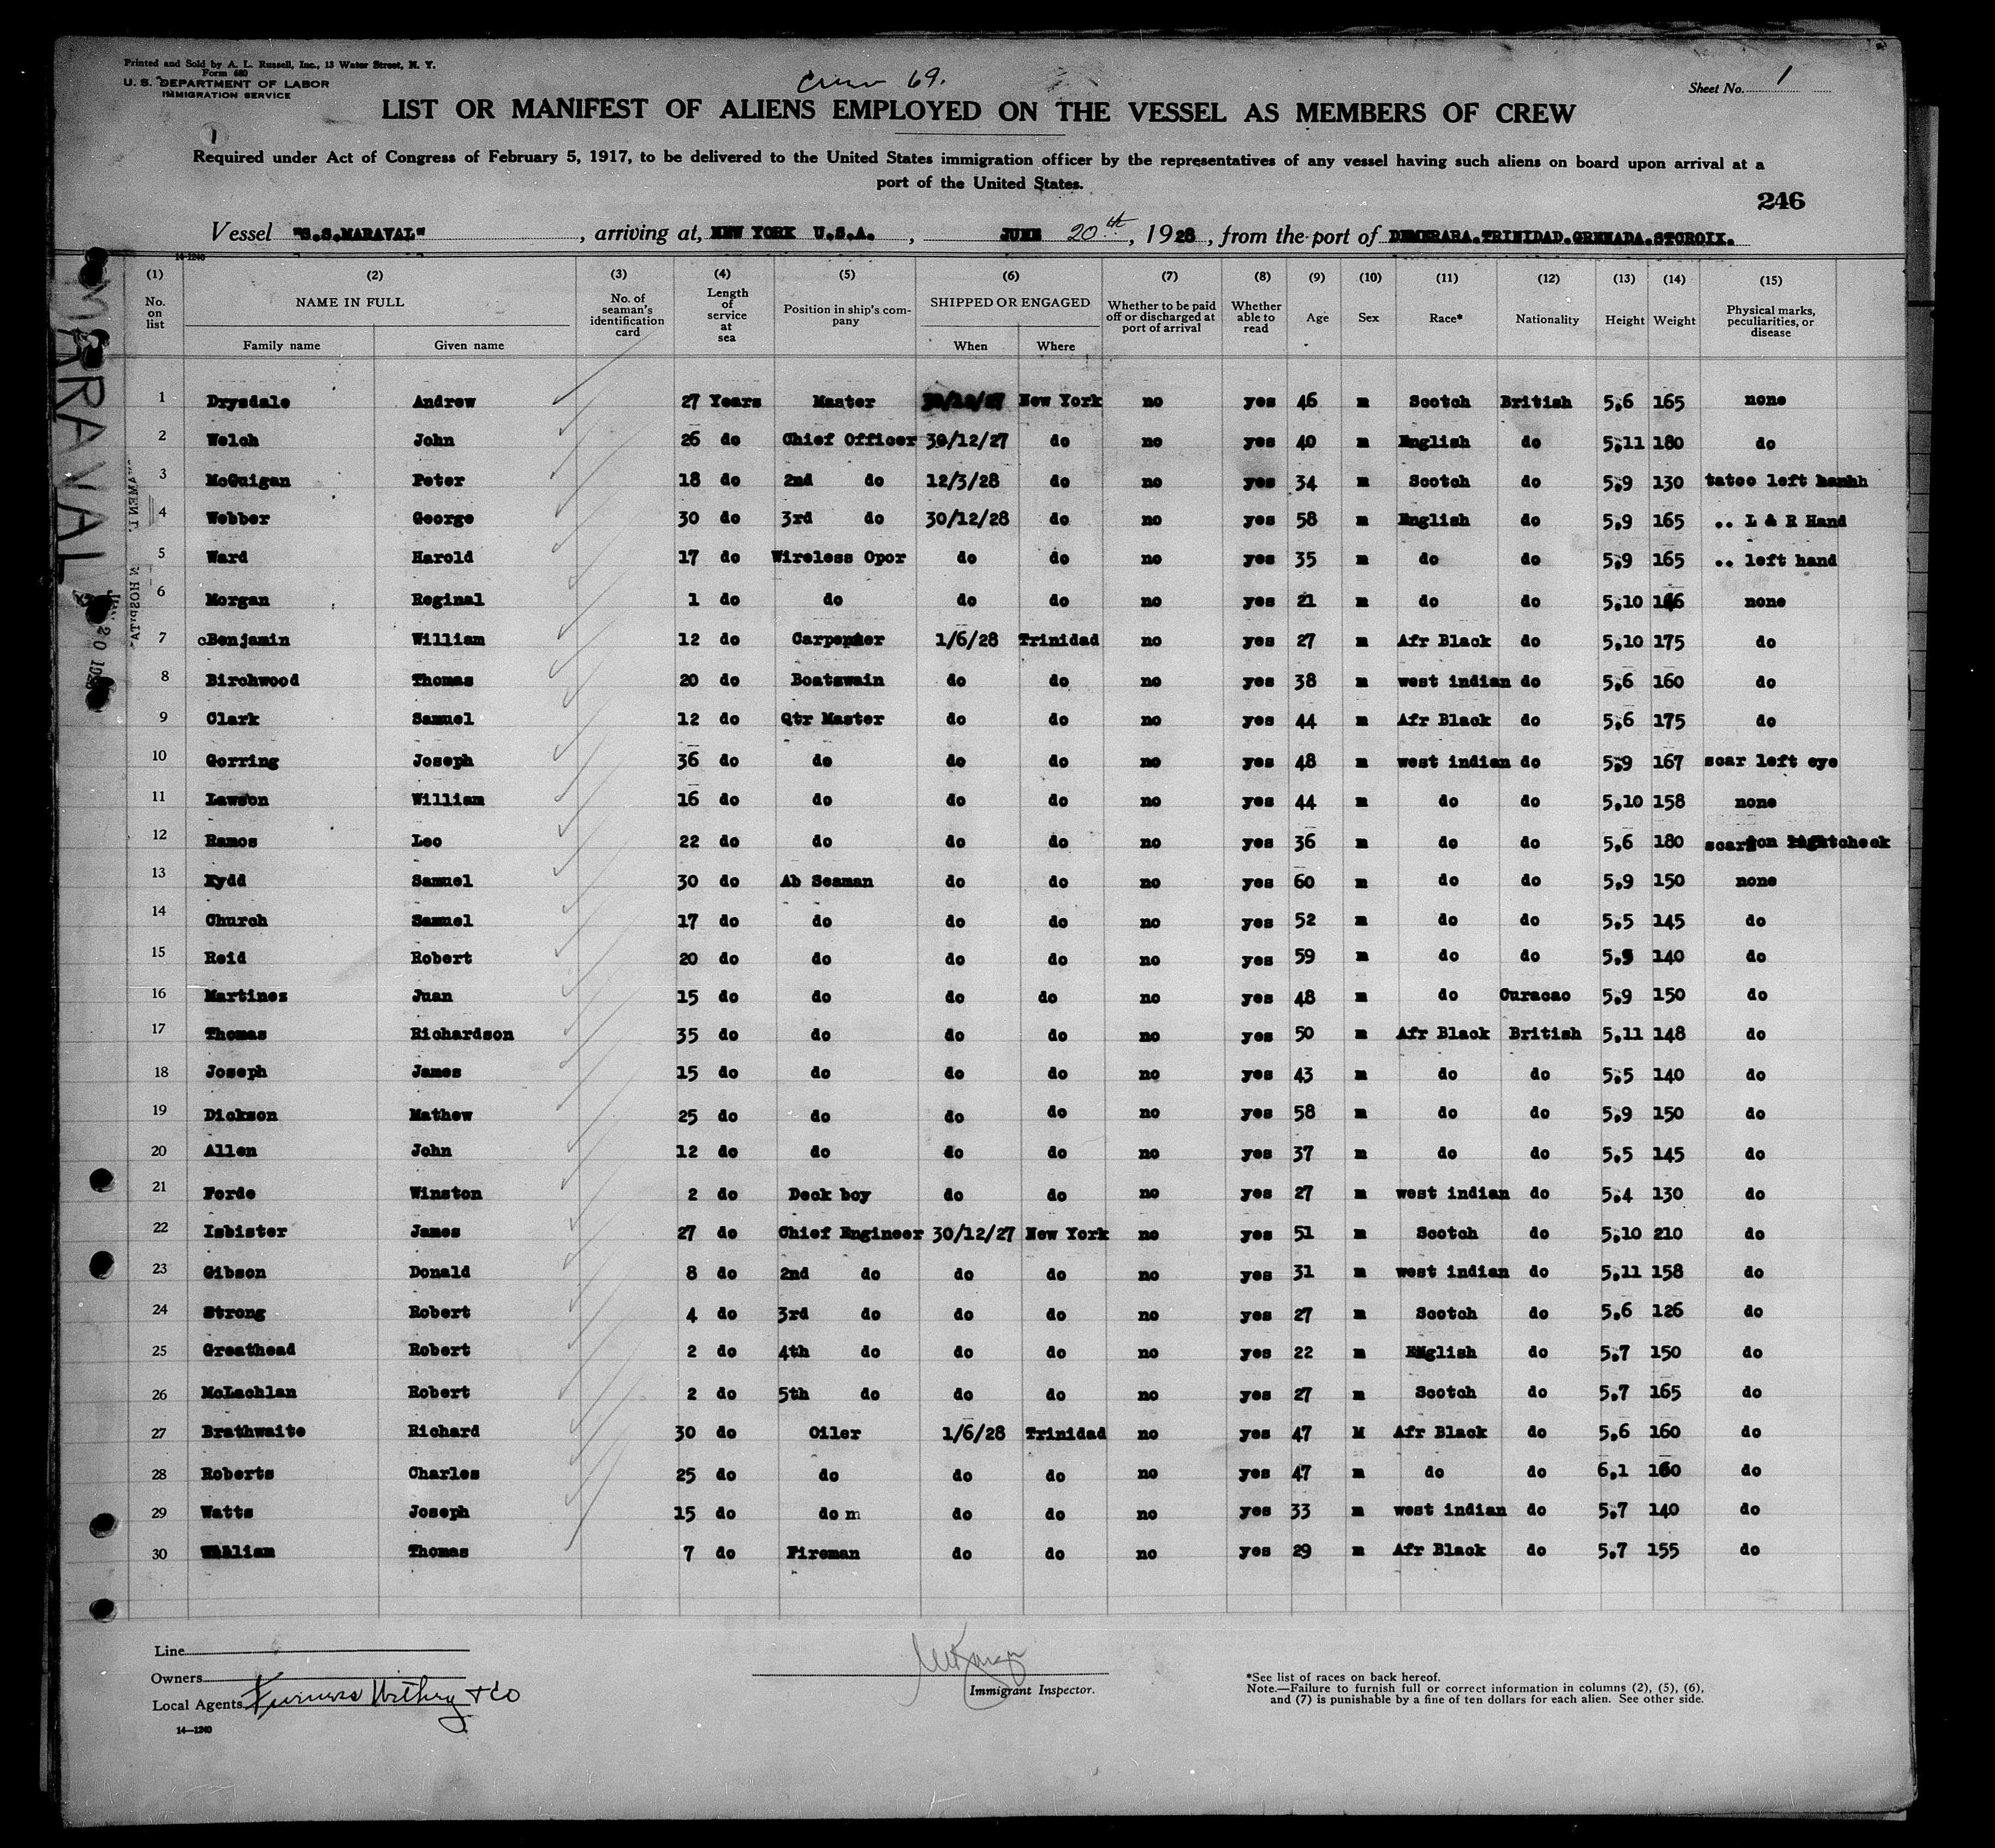 Printed and Sold by A. L. Russell, Inc., 13 Water Street, N. Y.
Form 680
U. S. DEPARTMENT OF LABOR
IMMIGRATION SERVICE
Crew 69.
Sheet No. 1
LIST OR MANIFEST OF ALIENS EMPLOYED ON THE VESSEL AS MEMBERS OF CREW
1
Required under Act of Congress of February 5, 1917, to be delivered to the United States immigration officer by the representatives of any vessel having such aliens on board upon arrival at a
port of the United States.
246
Vessel "S.S.MARAVAL", arriving at, NEW YORK U.S.A., JUNE 20th, 1928, from the port of DEMERARA.TRINIDAD.GRENADA.STCROIX.
14-1240
(1) (2) (3) (4) (5) (6) (7) (8) (9) (10) (11) (12) (13) (14) (15)
No. on list NAME IN FULL Family name Given name No. of seaman's identification card Length of service at sea Position in ship's company SHIPPED OR ENGAGED When Where Whether to be paid off or discharged at port of arrival Whether able to read Age Sex Race* Nationality Height Weight Physical marks, peculiarities, or disease
1 Drysdale Andrew 27 Years Master New York no yes 46 m Scotch British 5,6 165 none
2 Welch John 26 do Chief Officer 30/12/27 do no yes 40 m English do 5,11 180 do
3 McGuigan Peter 18 do 2nd do 12/3/28 do no yes 34 m Scotch do 5,9 130 tatoo left
4 Webber George 30 do 3rd do 30/12/28 do no yes 58 m English do 5,9 165 .. L & R Hand
5 Ward Harold 17 do Wireless Opor do do no yes 35 m do do 5,9 165 .. left hand
6 Morgan Reginal 1 do do do do no yes 21 m do do 5,10 none
7 Benjamin William 12 do Carpenter 1/6/28 Trinidad no yes 27 m Afr Black do 5,10 175 do
8 Birchwood Thomas 20 do Boatswain do do no yes 38 m west indian do 5,6 160 do
9 Clark Samuel 12 do Qtr Master do do no yes 44 m Afr Black do 5,6 175 do
10 Gorring Joseph 36 do do do do no yes 48 m west indian do 5,9 167 scar left eye
11 Lawson William 16 do do do do no yes 44 m do do 5,10 158 none
12 Ramos Leo 22 do do do do no yes 36 m do do 5,6 180 scar on right cheek
13 Kydd Samuel 30 do Ab Seaman do do no yes 60 m do do 5,9 150 none
14 Church Samuel 17 do do do do no yes 52 m do do 5,5 145 do
15 Reid Robert 20 do do do do no yes 59 m do do 5,5 140 do
16 Martinez Juan 15 do do do do no yes 48 m do Curacao 5,9 150 do
17 Thomas Richardson 35 do do do do no yes 50 m Afr Black British 5,11 148 do
18 Joseph James 15 do do do do no yes 43 m do do 5,5 140 do
19 Dickson Mathew 25 do do do do no yes 58 m do do 5,9 150 do
20 Allen John 12 do do do do no yes 37 m do do 5,5 145 do
21 Forde Winston 2 do Deck boy do do no yes 27 m west indian do 5,4 130 do
22 Isbister James 27 do Chief Engineer 30/12/27 New York no yes 51 m Scotch do 5,10 210 do
23 Gibson Donald 8 do 2nd do do do no yes 31 m west indian do 5,11 158 do
24 Strong Robert 4 do 3rd do do do no yes 27 m Scotch do 5,6 126 do
25 Greathead Robert 2 do 4th do do do no yes 22 m English do 5,7 150 do
26 McLachlan Robert 2 do 5th do do do no yes 27 m Scotch do 5,7 165 do
27 Brathwaite Richard 30 do Oiler 1/6/28 Trinidad no yes 47 M Afr Black do 5,6 160 do
28 Roberts Charles 25 do do do do no yes 47 m do do 6,1 160 do
29 Watts Joseph 15 do do m do do no yes 33 m west indian do 5,7 140 do
30 William Thomas 7 do Fireman do do no yes 29 m Afr Black do 5,7 155 do
MARAVAL
Line
Owners
Local Agents Furness Withy & Co
14—1240
Immigrant Inspector.
*See list of races on back hereof.
Note.—Failure to furnish full or correct information in columns (2), (5), (6),
and (7) is punishable by a fine of ten dollars for each alien. See other side.